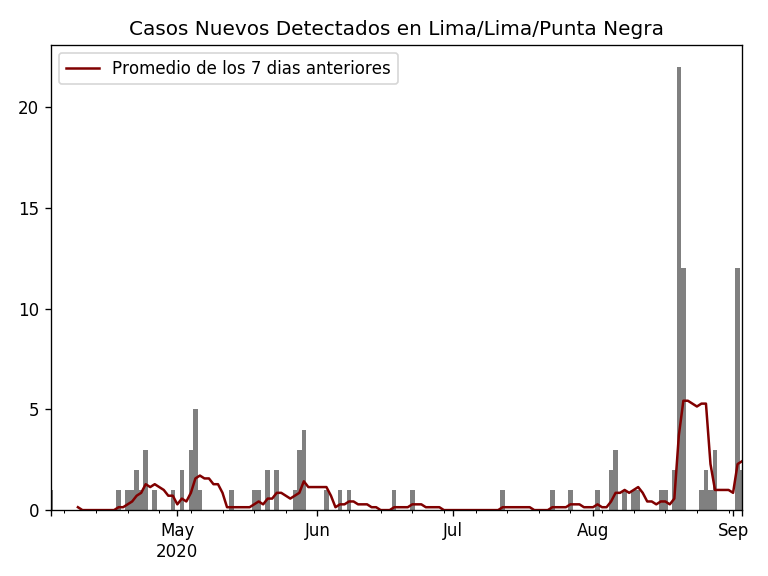 Casos Nuevos Detectados en Lima/Lima/Punta Negra
Promedio de los 7 dias anteriores
20
15
10
5
0
May
2020
Jun
Jul
Aug
Sep